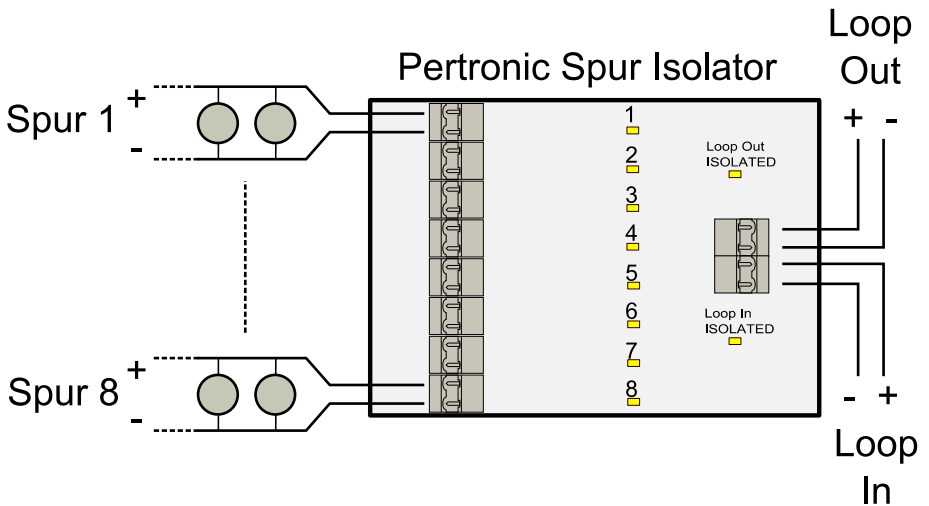 Loop
Out
+ -
Pertronic Spur Isolator
Spur 1
+
-
1
2
3
4
5
6
7
8
Loop Out
ISOLATED
Loop In
ISOLATED
Spur 8
+
-
- +
Loop
In